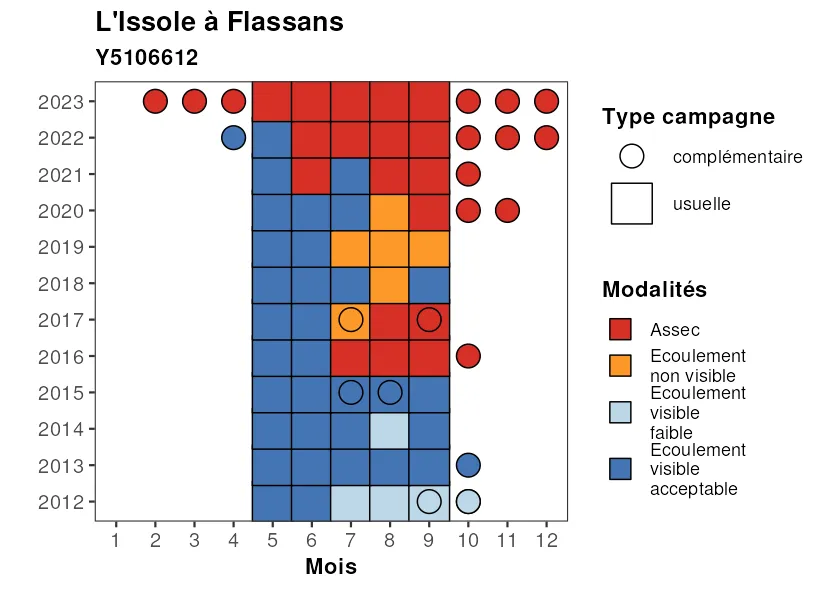 L'Issole à Flassans
Y5106612
2023
2022
2021
2020
2019
2018
2017
2016
2015
2014
2013
2012
1 2 3 4 5 6 7 8 9 10 11 12
Mois
Type campagne
complémentaire
usuelle
Modalités
Assec
Ecoulement
non visible
Ecoulement
visible
faible
Ecoulement
visible
acceptable